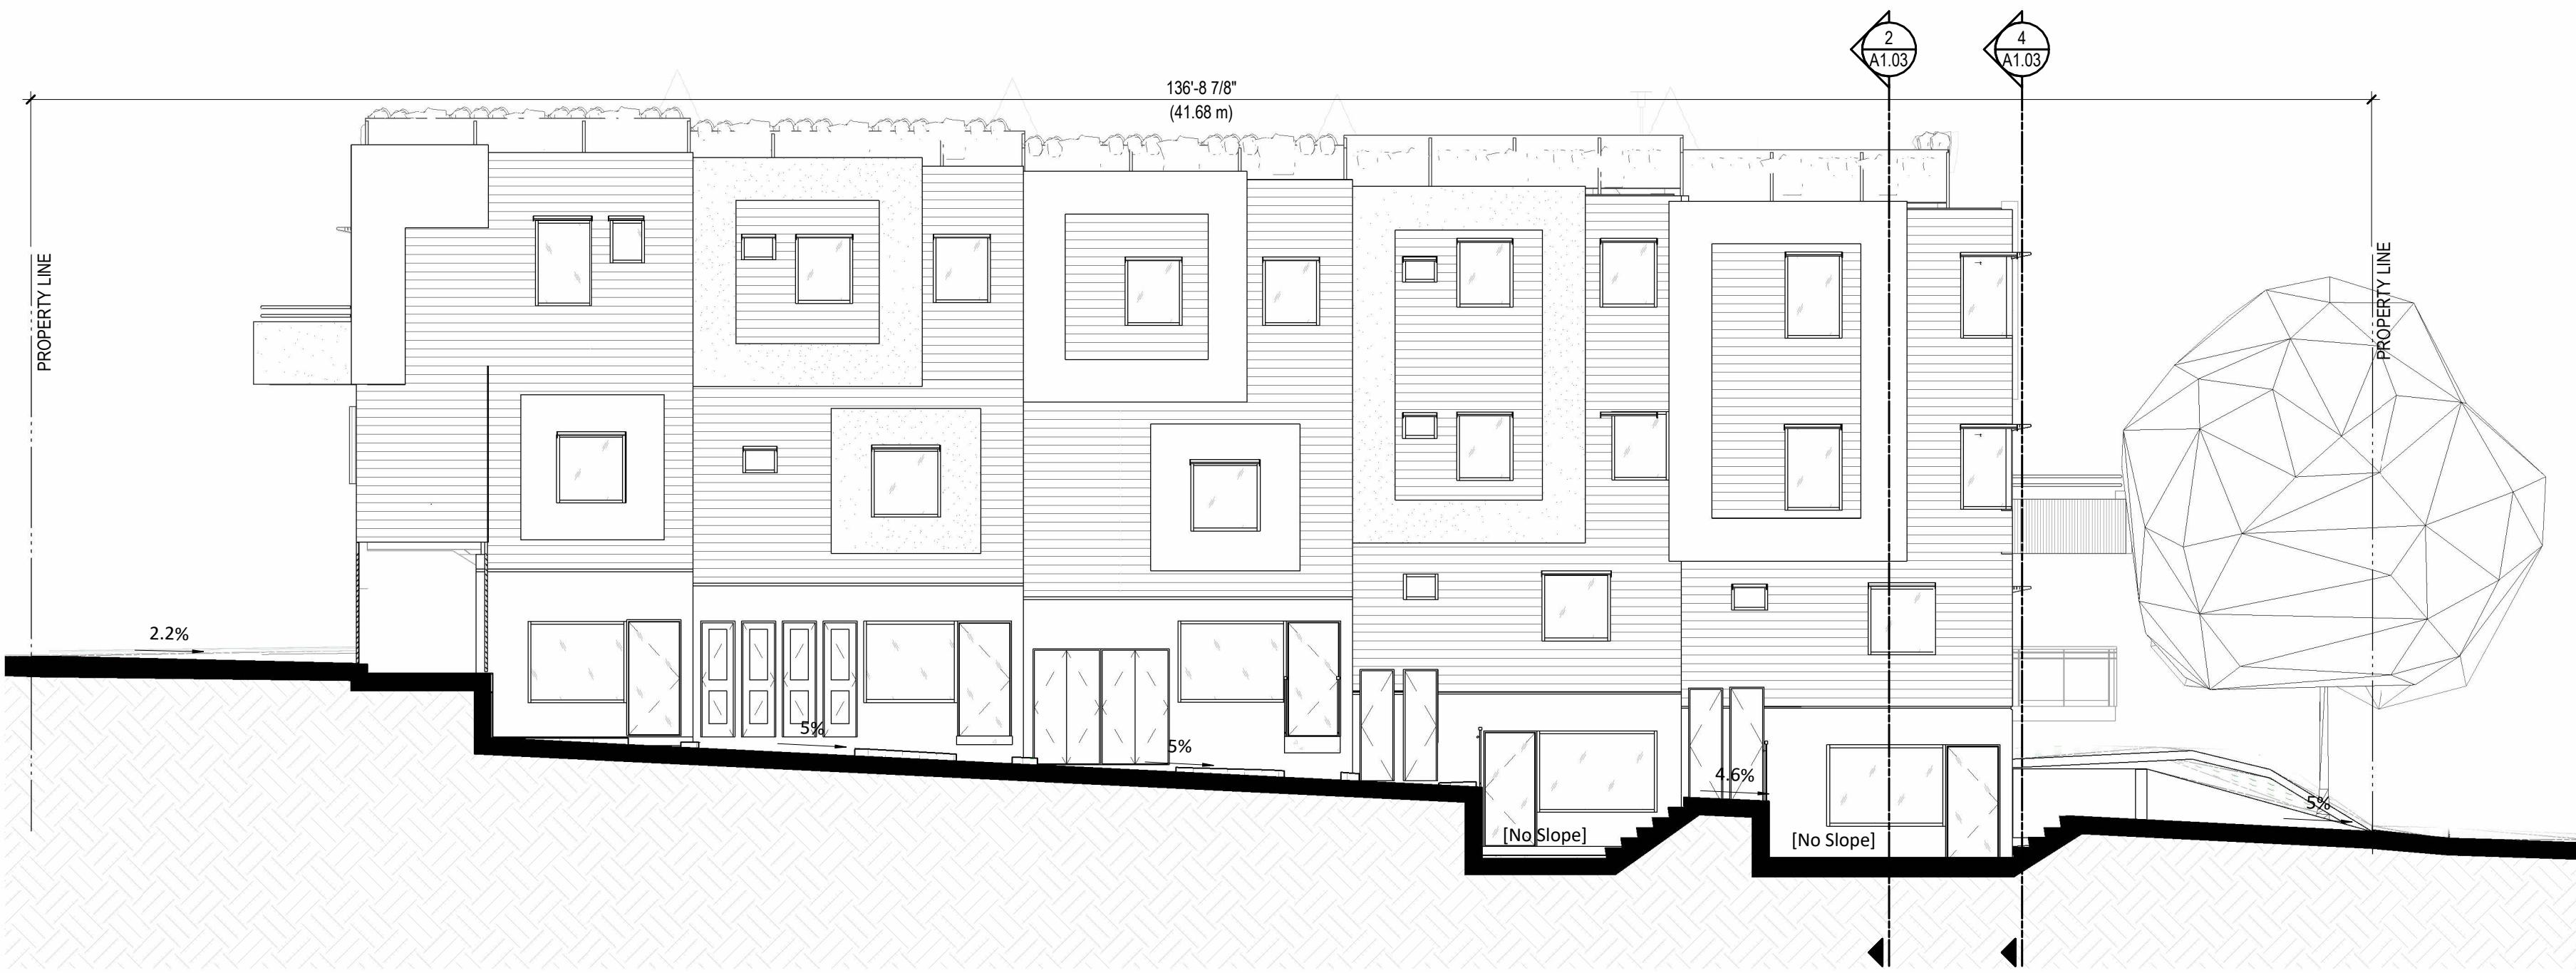 2
A1.03
4
A1.03
136'-8 7/8"
(41.68 m)
PROPERTY LINE
PROPERTY LINE
2.2%
5%
5%
4.6%
5%
[No Slope]
[No Slope]